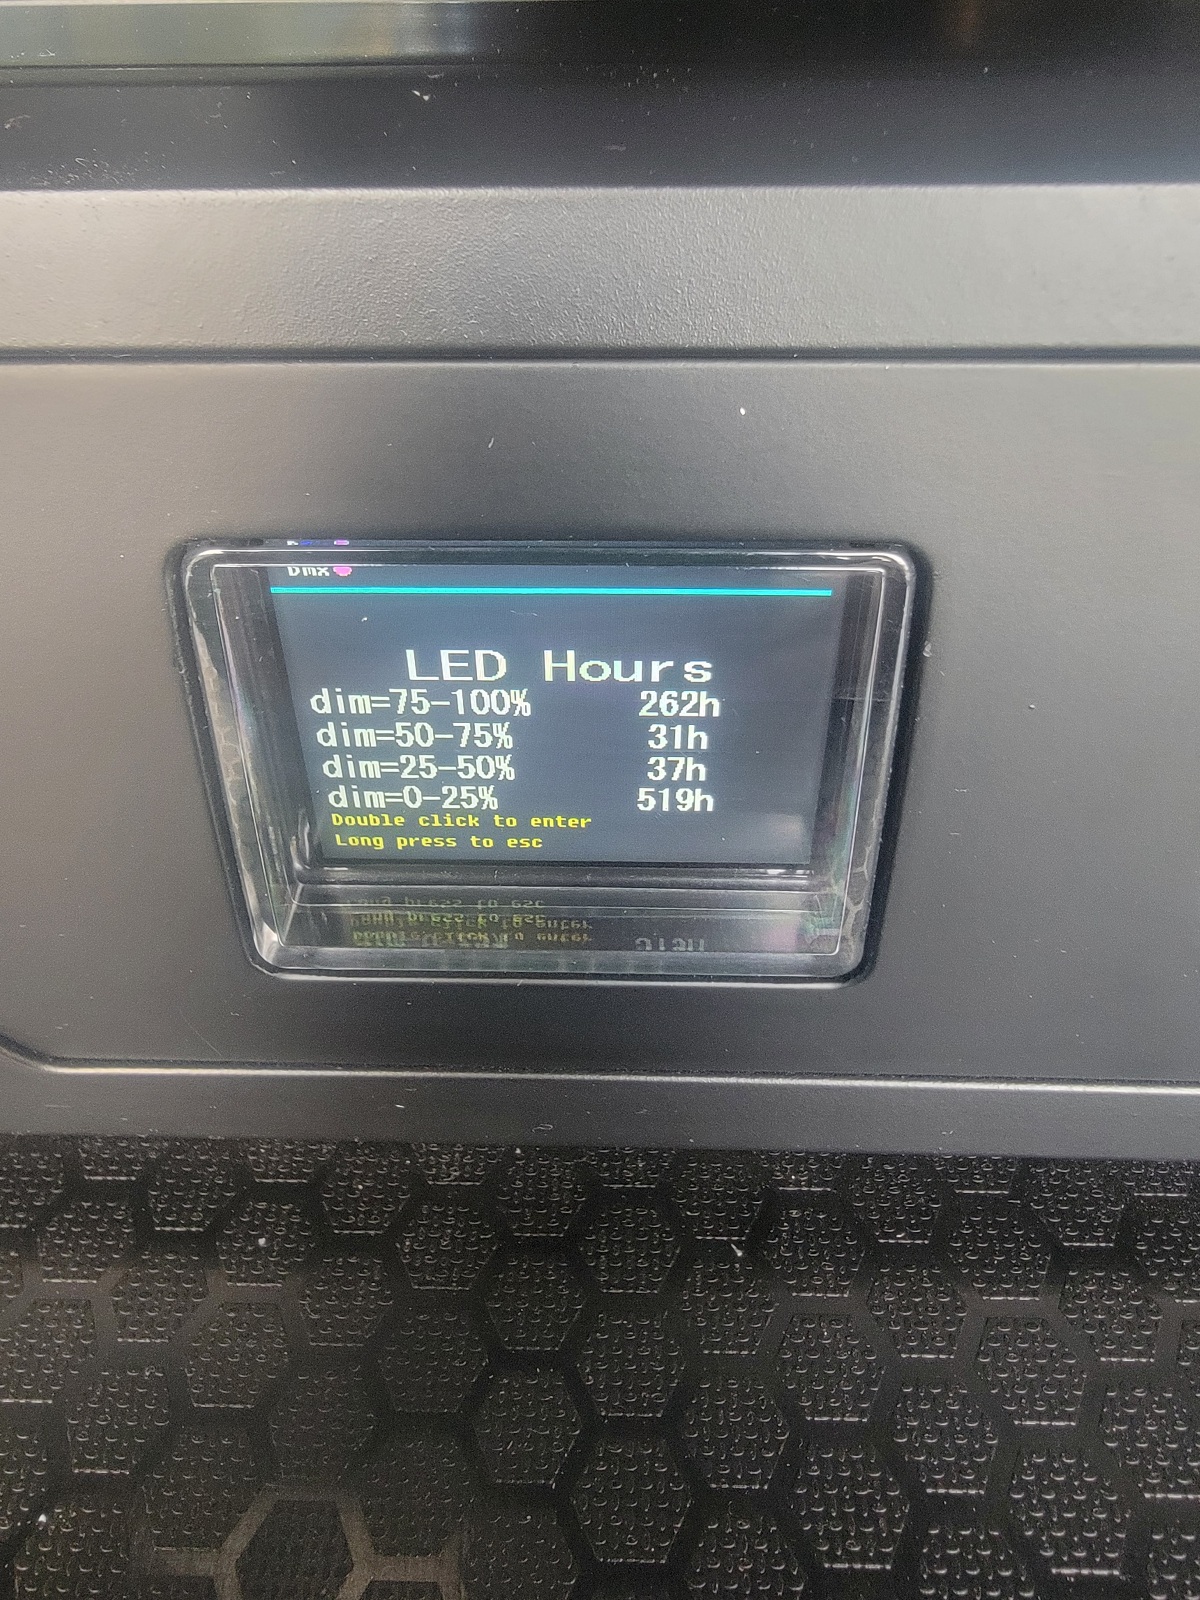 Dmx
LED Hours
dim=75-100% 262h
dim=50-75% 31h
dim=25-50% 37h
dim=0-25% 519h
Double click to enter
Long press to esc